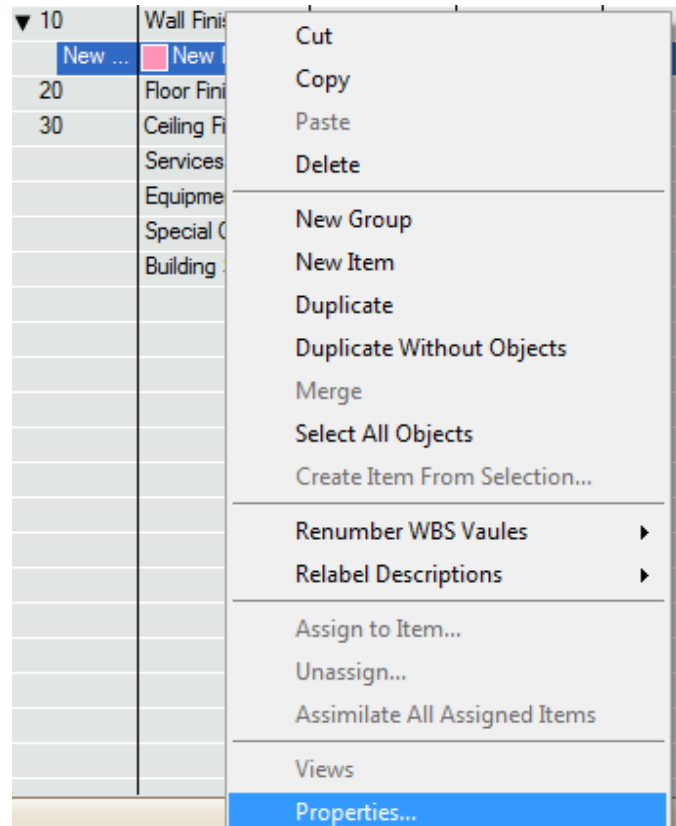 ▼ 10 Wall Finis
New ... New I
20 Floor Fini
30 Ceiling Fi
Services
Equipme
Special C
Building
Cut
Copy
Paste
Delete
New Group
New Item
Duplicate
Duplicate Without Objects
Merge
Select All Objects
Create Item From Selection...
Renumber WBS Vaules
Relabel Descriptions
Assign to Item...
Unassign...
Assimilate All Assigned Items
Views
Properties...